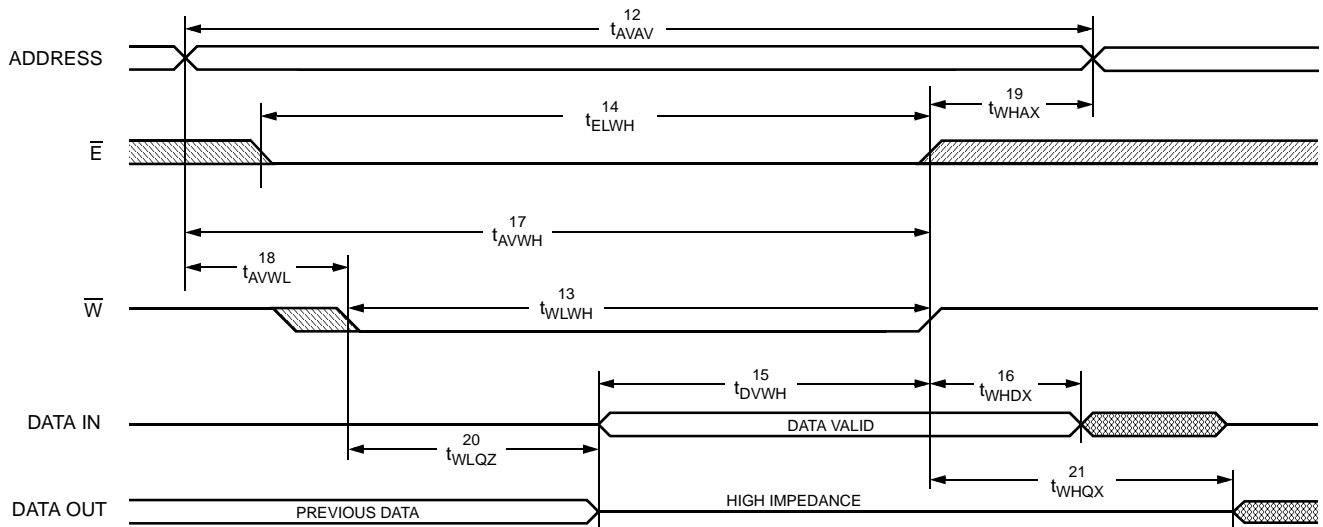 12
tAVAV
ADDRESS
14
tELWH
19
tWHAX
E
17
tAVWH
18
tAVWL
W
13
tWLWH
15
tDVWH
16
tWHDX
DATA IN
DATA VALID
20
tWLQZ
21
tWHQX
DATA OUT
PREVIOUS DATA
HIGH IMPEDANCE